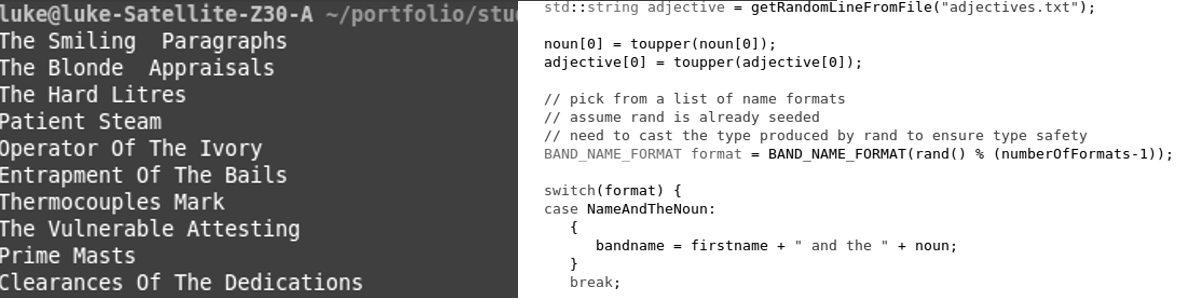 luke@luke-Satellite-Z30-A ~/portfolio/stu
The Smiling  Paragraphs
The Blonde  Appraisals
The Hard Litres
Patient Steam
Operator Of The Ivory
Entrapment Of The Bails
Thermocouples Mark
The Vulnerable Attesting
Prime Masts
Clearances Of The Dedications
std::string adjective = getRandomLineFromFile("adjectives.txt");
noun[0] = toupper(noun[0]);
adjective[0] = toupper(adjective[0]);
// pick from a list of name formats
// assume rand is already seeded
// need to cast the type produced by rand to ensure type safety
BAND_NAME_FORMAT format = BAND_NAME_FORMAT(rand() % (numberOfFormats-1));
switch(format) {
case NameAndTheNoun:
{
bandname = firstname + " and the " + noun;
}
break;